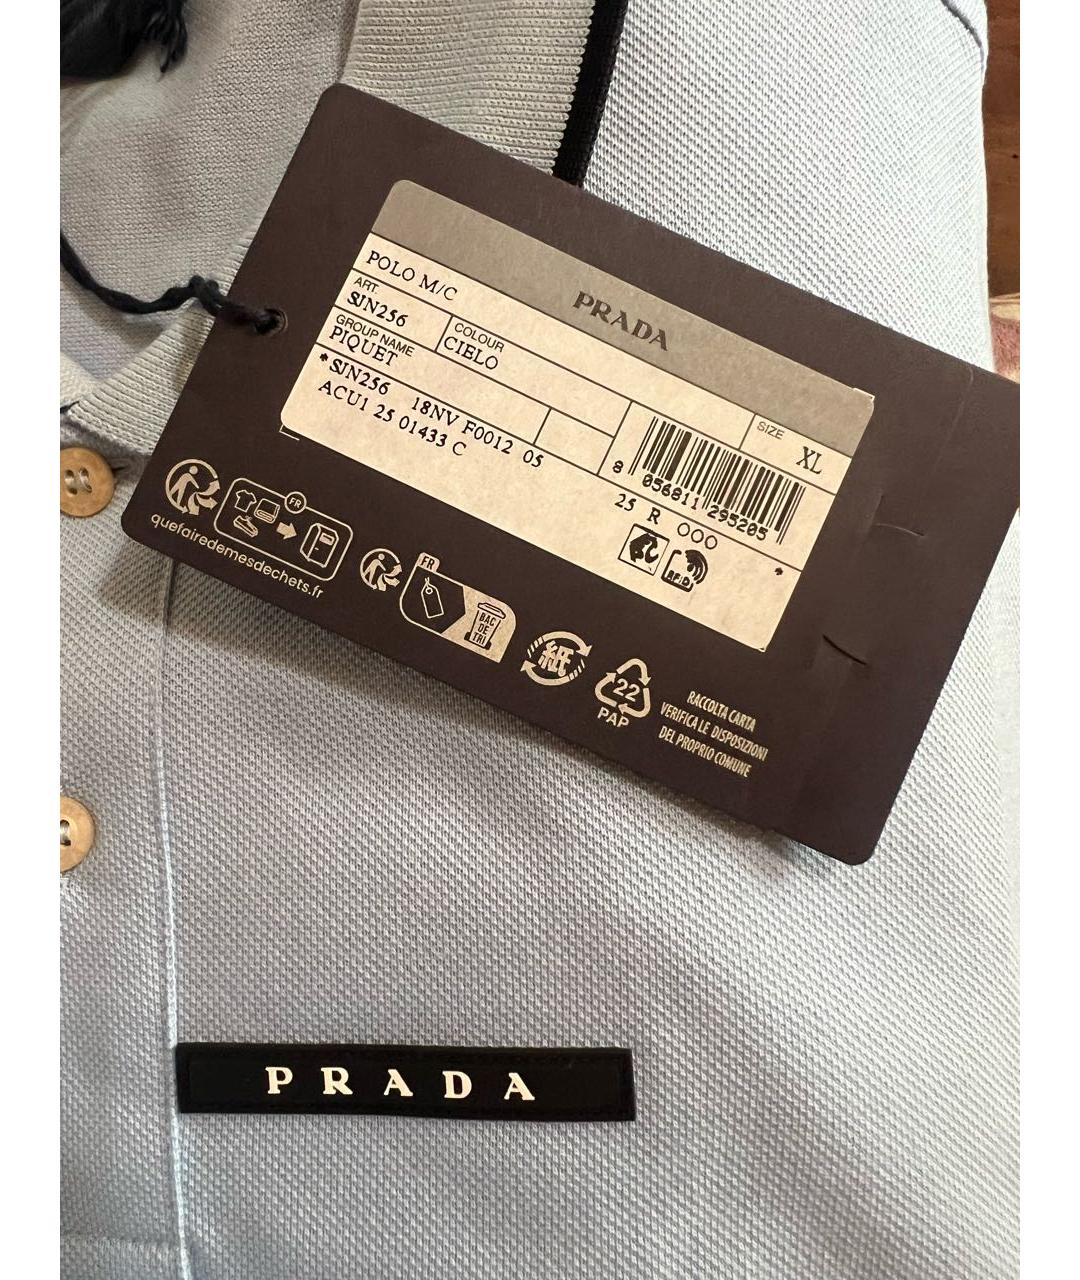 PRADA
POLO M/C
ART.
SJN256
COLOUR
CIELO
SIZE
XL
GROUP NAME
PIQUET
*SJN256 18NV F0012 05
ACU1 25 01433 C
8 056811 295205
25 R OOO
RFID
*
FR
quefairedemesdechets.fr
FR
BAC
DE
TRI
紙
22
PAP
RACCOLTA CARTA
VERIFICA LE DISPOSIZIONI
DEL PROPRIO COMUNE
PRADA